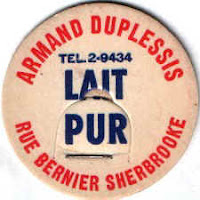 ARMAND DUPLESSIS
TEL.2-9434
LAIT
PUR
RUE BERNIER SHERBROOKE